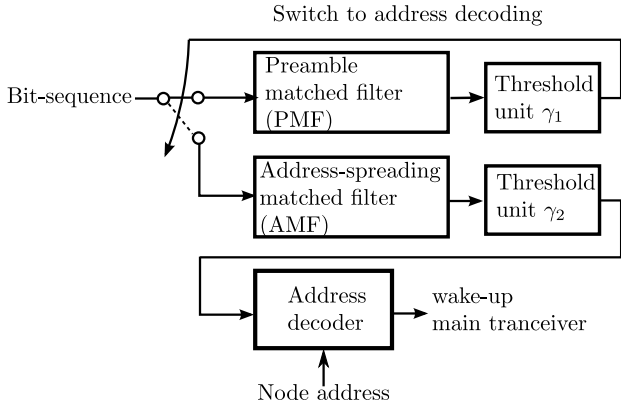 Switch to address decoding
Bit-sequence
Preamble
matched filter
(PMF)
Threshold
unit γ1
Address-spreading
matched filter
(AMF)
Threshold
unit γ2
Address
decoder
wake-up
main tranceiver
Node address